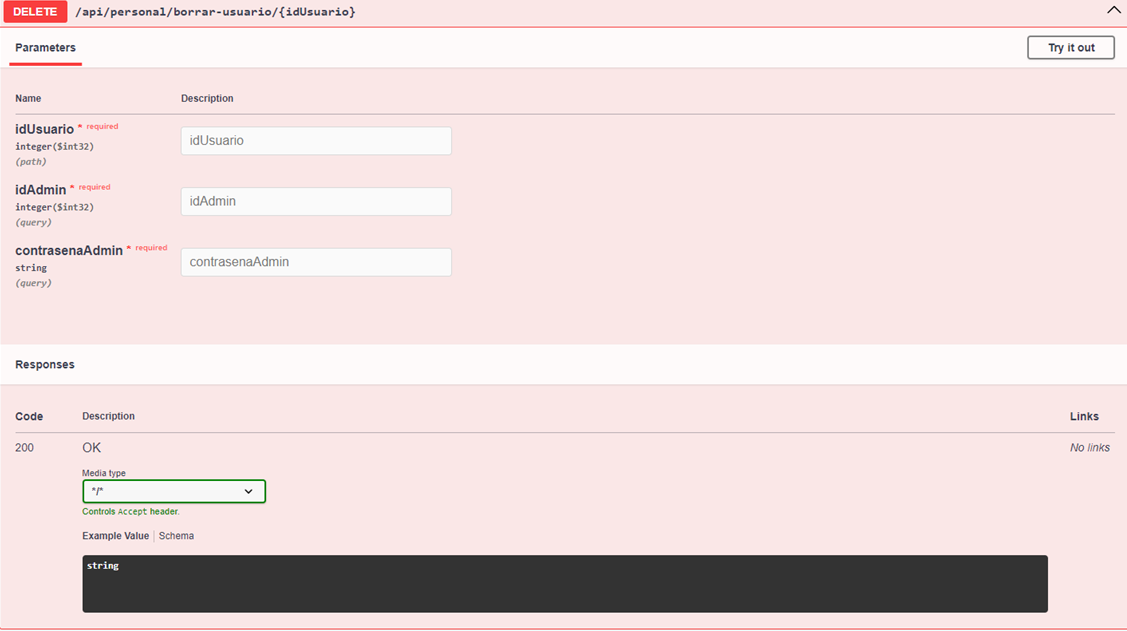 DELETE /api/personal/borrar-usuario/{idUsuario}
Parameters
Try it out
Name Description
idUsuario * required
integer($int32)
(path)
idUsuario
idAdmin * required
integer($int32)
(query)
idAdmin
contrasenaAdmin * required
string
(query)
contrasenaAdmin
Responses
Code Description Links
200 OK No links
Media type
*/*
Controls Accept header.
Example Value | Schema
string